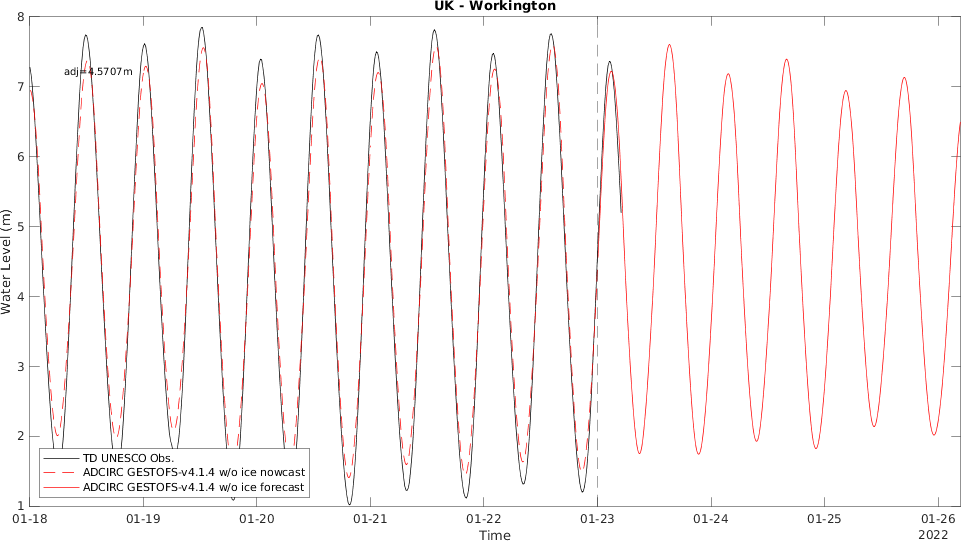 UK - Workington
8
7
6
5
4
3
2
1
Water Level (m)
adj=4.5707m
TD UNESCO Obs.
ADCIRC GESTOFS-v4.1.4 w/o ice nowcast
ADCIRC GESTOFS-v4.1.4 w/o ice forecast
01-18 01-19 01-20 01-21 01-22 01-23 01-24 01-25 01-26
Time
2022